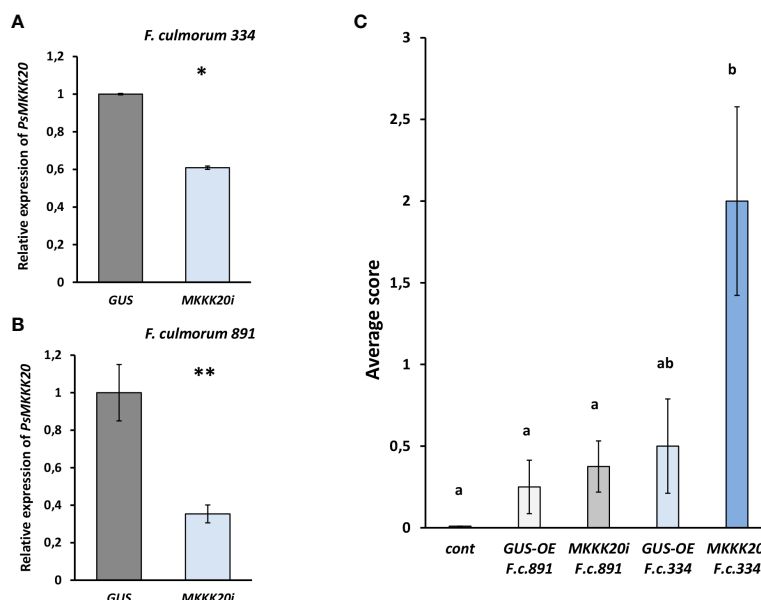 A
F. culmorum 334
Relative expression of PsMKKK20
1,2
1
0,8
0,6
0,4
0,2
0
*
GUS
MKKK20i
B
F. culmorum 891
Relative expression of PsMKKK20
1,2
1
0,8
0,6
0,4
0,2
0
**
GUS
MKKK20i
C
Average score
3
2,5
2
1,5
1
0,5
0
a
a
a
ab
b
cont
GUS-OE
F.c.891
MKKK20i
F.c.891
GUS-OE
F.c.334
MKKK20
F.c.334